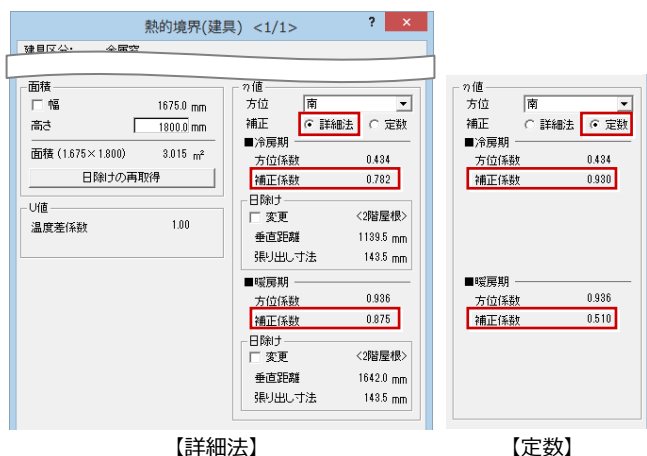 熱的境界(建具) <1/1>
? x
建具区分: 金属窓
面積
幅 1675.0 mm
高さ 1800.0 mm
面積 (1.675×1.800) 3.015 m²
日除けの再取得
U値
温度差係数 1.00
η値
方位 南
補正 詳細法 定数
■冷房期
方位係数 0.434
補正係数 0.782
日除け
変更 <2階屋根>
垂直距離 1139.5 mm
張り出し寸法 143.5 mm
■暖房期
方位係数 0.936
補正係数 0.875
日除け
変更 <2階屋根>
垂直距離 1642.0 mm
張り出し寸法 143.5 mm
【詳細法】
η値
方位 南
補正 詳細法 定数
■冷房期
方位係数 0.434
補正係数 0.930
■暖房期
方位係数 0.936
補正係数 0.510
【定数】